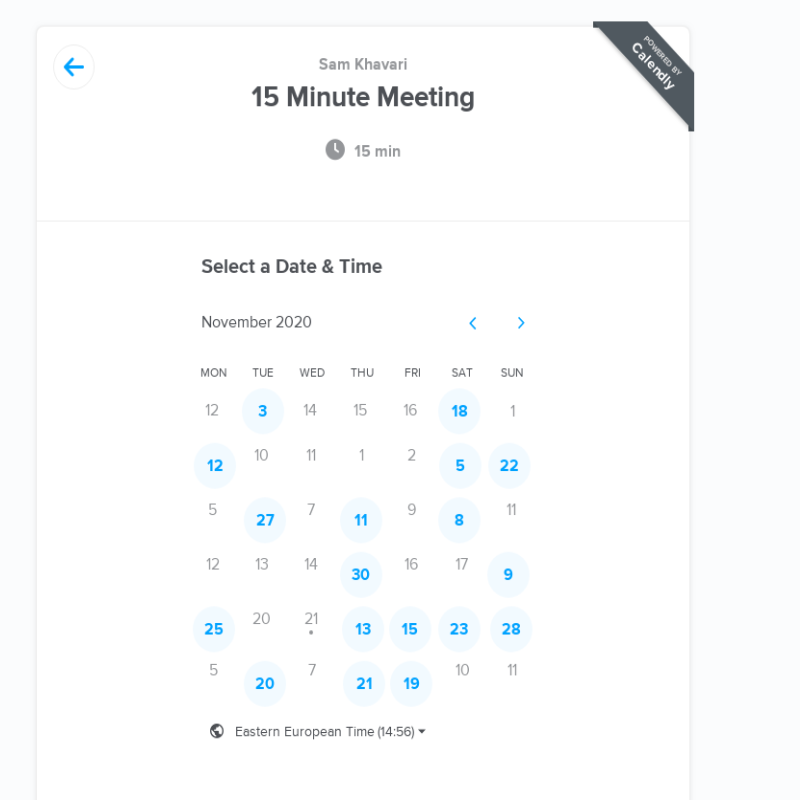 POWERED BY
Calendly
Sam Khavari
15 Minute Meeting
15 min
Select a Date & Time
November 2020
MON TUE WED THU FRI SAT SUN
12 3 14 15 16 18 1
12 10 11 1 2 5 22
5 27 7 11 9 8 11
12 13 14 30 16 17 9
25 20 21 13 15 23 28
5 20 7 21 19 10 11
Eastern European Time (14:56)